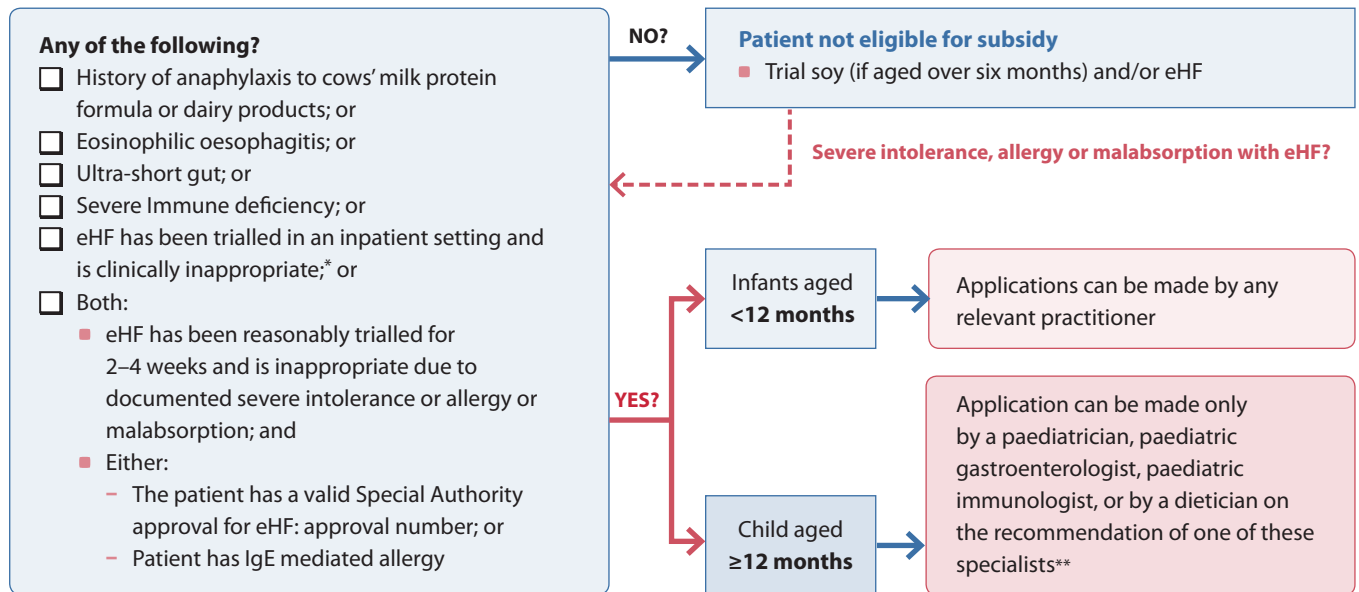 Any of the following?
History of anaphylaxis to cows' milk protein
formula or dairy products; or
Eosinophilic oesophagitis; or
Ultra-short gut; or
Severe Immune deficiency; or
eHF has been trialled in an inpatient setting and
is clinically inappropriate;* or
Both:
eHF has been reasonably trialled for
2–4 weeks and is inappropriate due to
documented severe intolerance or allergy or
malabsorption; and
Either:
– The patient has a valid Special Authority
approval for eHF: approval number; or
– Patient has IgE mediated allergy
NO?
Patient not eligible for subsidy
Trial soy (if aged over six months) and/or eHF
Severe intolerance, allergy or malabsorption with eHF?
YES?
Infants aged
<12 months
Applications can be made by any
relevant practitioner
Child aged
≥12 months
Application can be made only
by a paediatrician, paediatric
gastroenterologist, paediatric
immunologist, or by a dietician on
the recommendation of one of these
specialists**